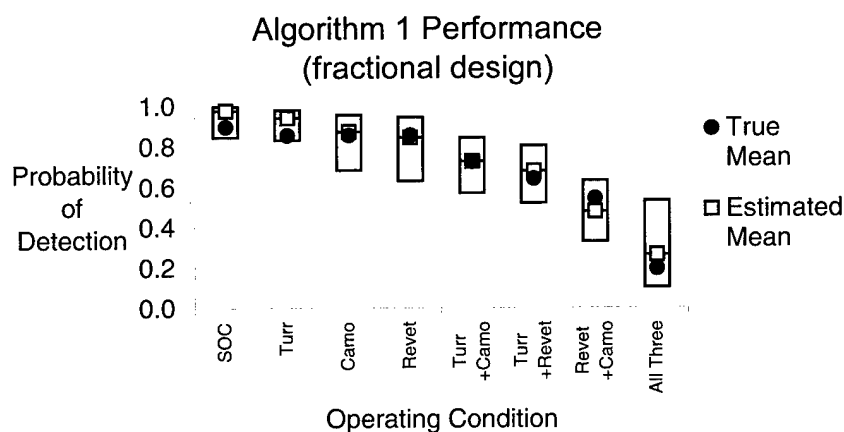 Algorithm 1 Performance
(fractional design)
1.0
0.8
0.6
0.4
0.2
0.0
Probability
of
Detection
True
Mean
Estimated
Mean
SOC
Turr
Camo
Revet
Turr
+Camo
Turr
+Revet
Revet
+Camo
All Three
Operating Condition